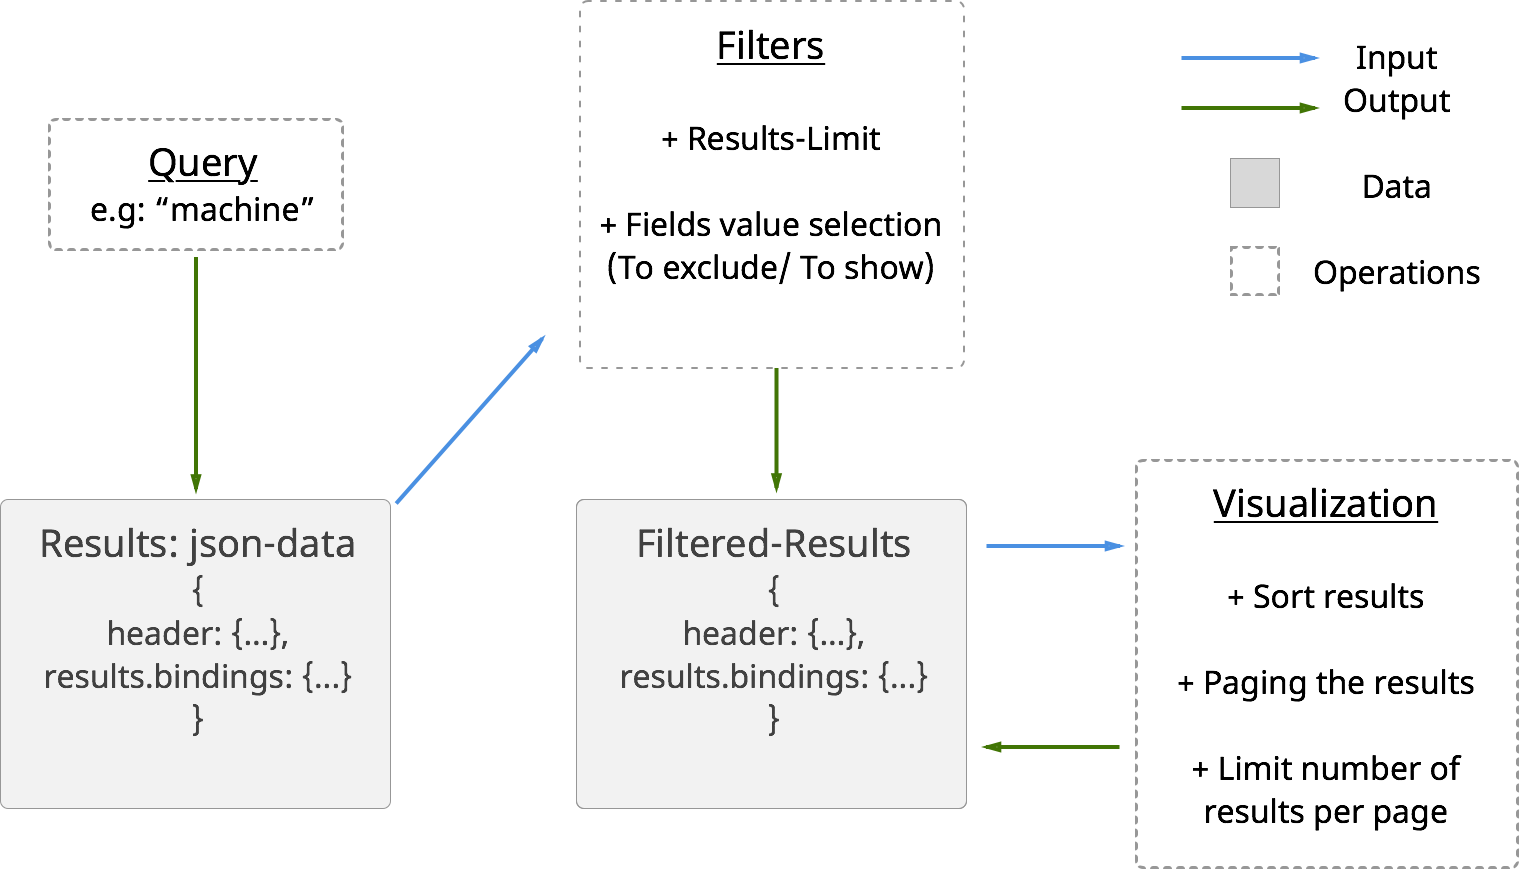 Query
e.g: “machine”
Results: json-data
{
header: {...},
results.bindings: {...}
}
Filters
+ Results-Limit
+ Fields value selection
(To exclude/ To show)
Filtered-Results
{
header: {...},
results.bindings: {...}
}
Visualization
+ Sort results
+ Paging the results
+ Limit number of
results per page
Input
Output
Data
Operations